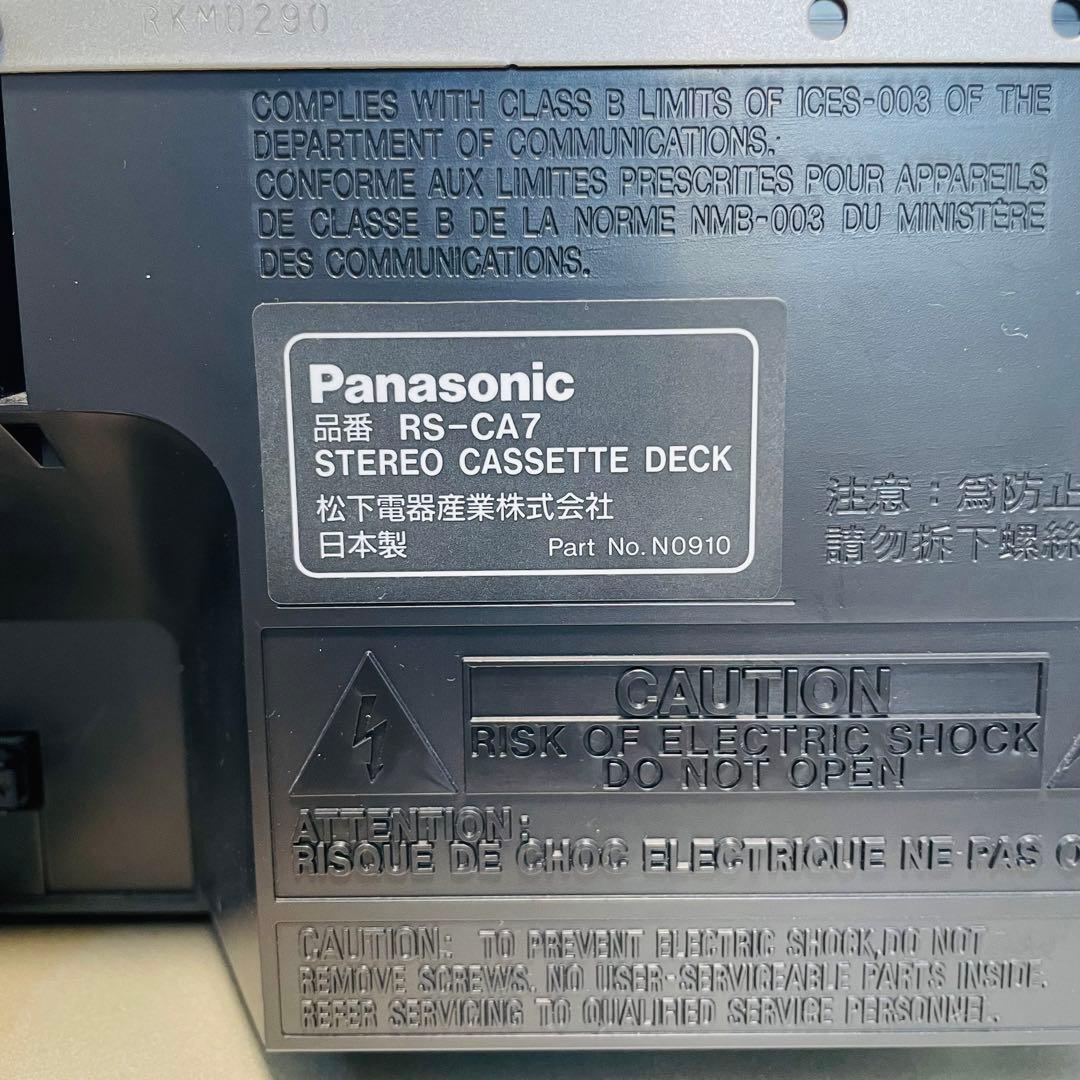 RKM0290
COMPLIES WITH CLASS B LIMITS OF ICES-003 OF THE
DEPARTMENT OF COMMUNICATIONS.
CONFORME AUX LIMITES PRESCRITES POUR APPAREILS
DE CLASSE B DE LA NORME NMB-003 DU MINISTÈRE
DES COMMUNICATIONS.
Panasonic
品番 RS-CA7
STEREO CASSETTE DECK
松下電器産業株式会社
日本製 Part No. N0910
注意：爲防止
請勿拆下螺絲
CAUTION
RISK OF ELECTRIC SHOCK
DO NOT OPEN
ATTENTION:
RISQUE DE CHOC ELECTRIQUE NE PAS O
CAUTION: TO PREVENT ELECTRIC SHOCK,DO NOT
REMOVE SCREWS. NO USER-SERVICEABLE PARTS INSIDE.
REFER SERVICING TO QUALIFIED SERVICE PERSONNEL.